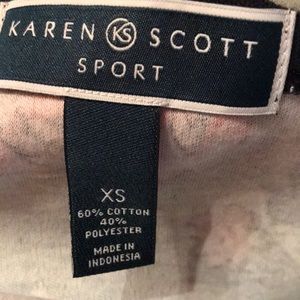 KAREN KS SCOTT
SPORT
XS
60% COTTON
40%
POLYESTER
MADE IN
INDONESIA